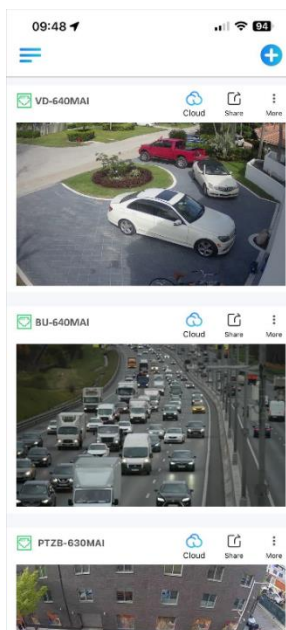 09:48
94
VD-640MAI
Cloud Share More
BU-640MAI
Cloud Share More
PTZB-630MAI
Cloud Share More